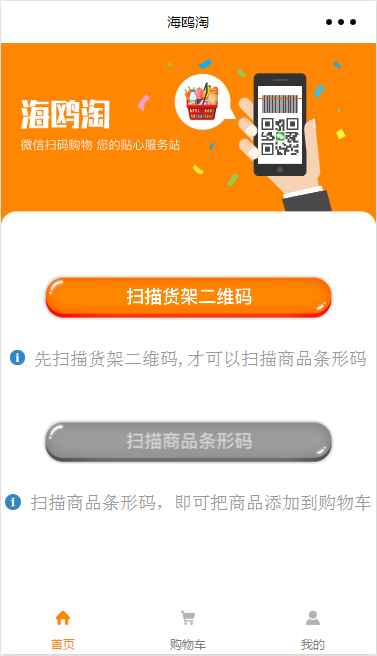 海鸥淘
海鸥淘
微信扫码购物 您的贴心服务站
扫描货架二维码
先扫描货架二维码,才可以扫描商品条形码
扫描商品条形码
扫描商品条形码，即可把商品添加到购物车
首页 购物车 我的